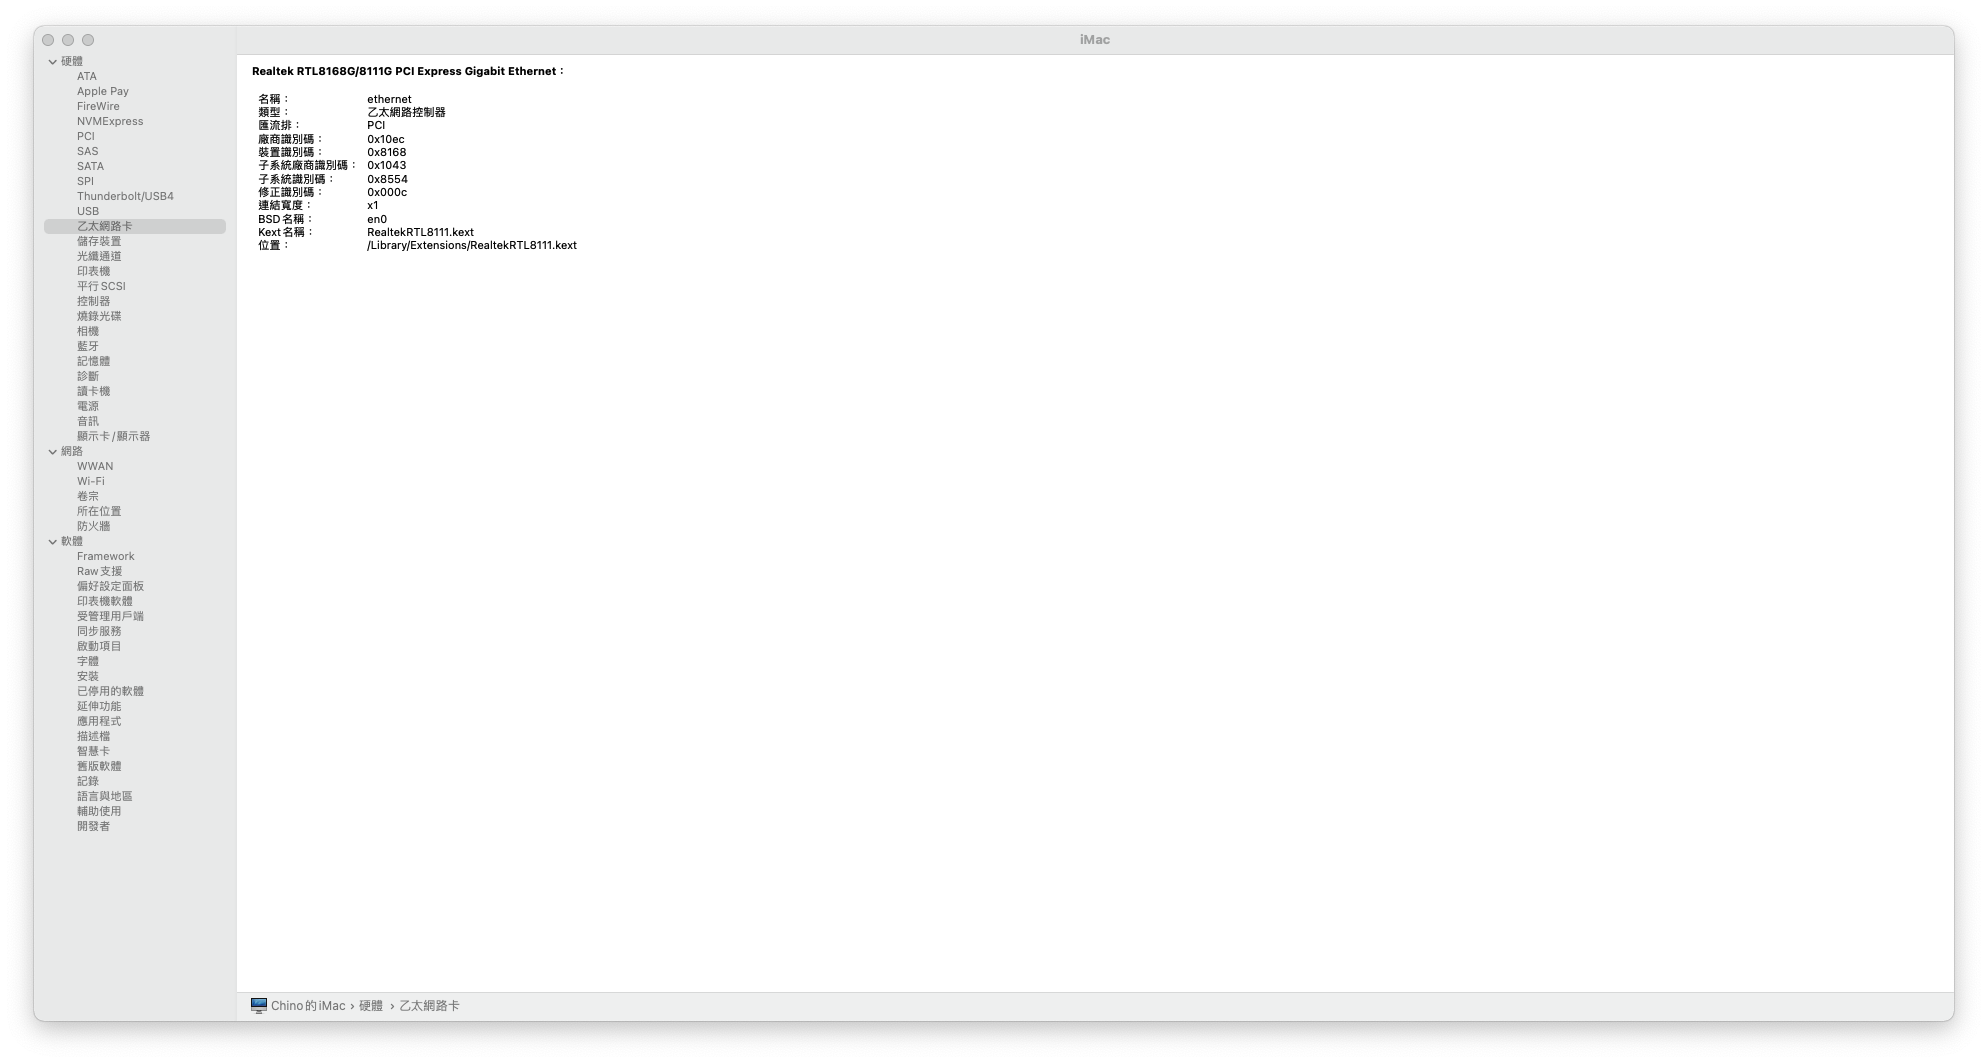 iMac
硬體
ATA
Apple Pay
FireWire
NVMExpress
PCI
SAS
SATA
SPI
Thunderbolt/USB4
USB
乙太網路卡
儲存裝置
光纖通道
印表機
平行 SCSI
控制器
燒錄光碟
相機
藍牙
記憶體
診斷
讀卡機
電源
音訊
顯示卡/顯示器
網路
WWAN
Wi-Fi
卷宗
所在位置
防火牆
軟體
Framework
Raw 支援
偏好設定面板
印表機軟體
受管理用戶端
同步服務
啟動項目
字體
安裝
已停用的軟體
延伸功能
應用程式
描述檔
智慧卡
舊版軟體
記錄
語言與地區
輔助使用
開發者
Realtek RTL8168G/8111G PCI Express Gigabit Ethernet：
名稱： ethernet
類型： 乙太網路控制器
匯流排： PCI
廠商識別碼： 0x10ec
裝置識別碼： 0x8168
子系統廠商識別碼： 0x1043
子系統識別碼： 0x8554
修正識別碼： 0x000c
連結寬度： x1
BSD 名稱： en0
Kext 名稱： RealtekRTL8111.kext
位置： /Library/Extensions/RealtekRTL8111.kext
Chino的 iMac › 硬體 › 乙太網路卡